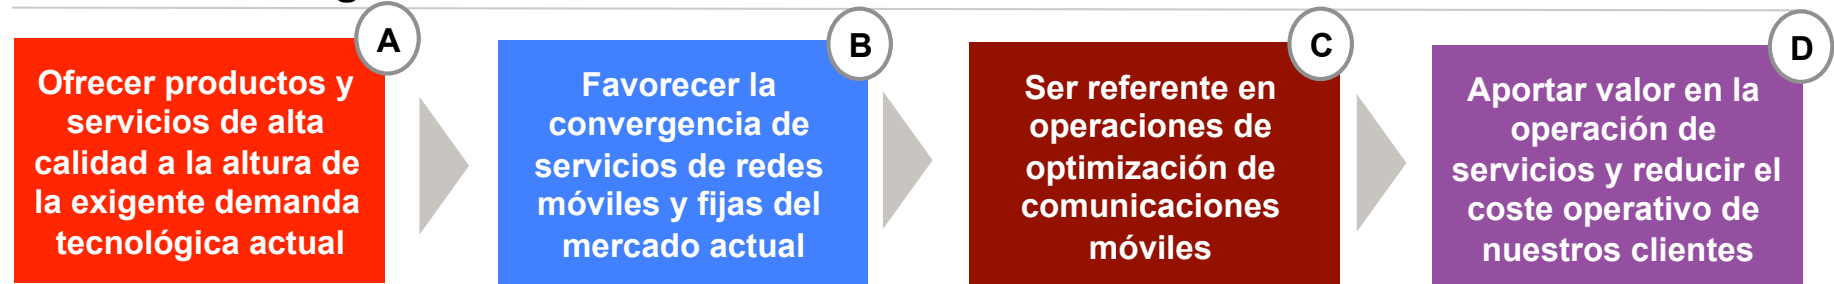 A
Ofrecer productos y
servicios de alta
calidad a la altura de
la exigente demanda
tecnológica actual
B
Favorecer la
convergencia de
servicios de redes
móviles y fijas del
mercado actual
C
Ser referente en
operaciones de
optimización de
comunicaciones
móviles
D
Aportar valor en la
operación de
servicios y reducir el
coste operativo de
nuestros clientes